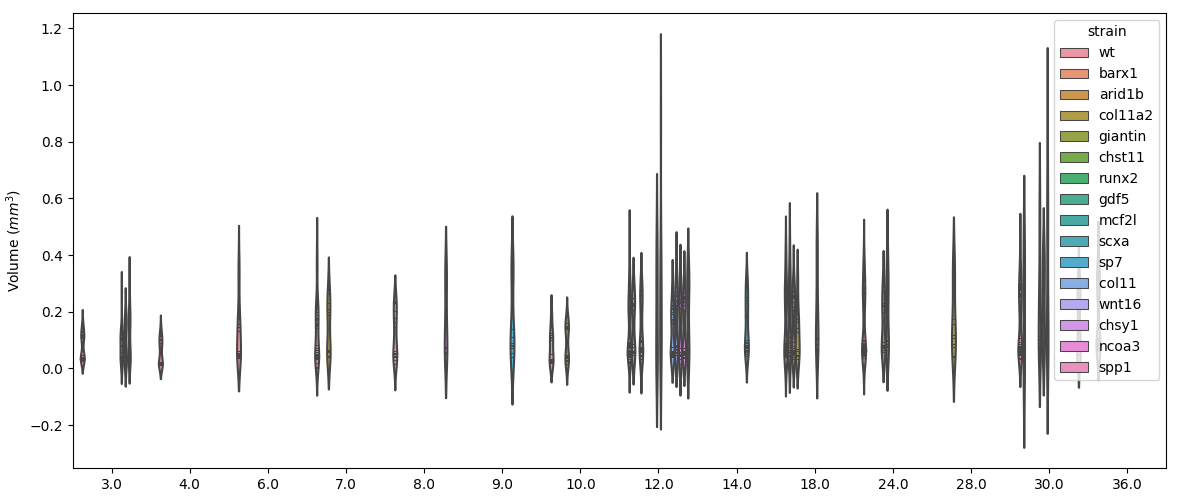 1.2
1.0
0.8
0.6
0.4
0.2
0.0
−0.2
Volume (mm³)
3.0 4.0 6.0 7.0 8.0 9.0 10.0 12.0 14.0 18.0 24.0 28.0 30.0 36.0
strain
wt
barx1
arid1b
col11a2
giantin
chst11
runx2
gdf5
mcf2l
scxa
sp7
col11
wnt16
chsy1
ncoa3
spp1